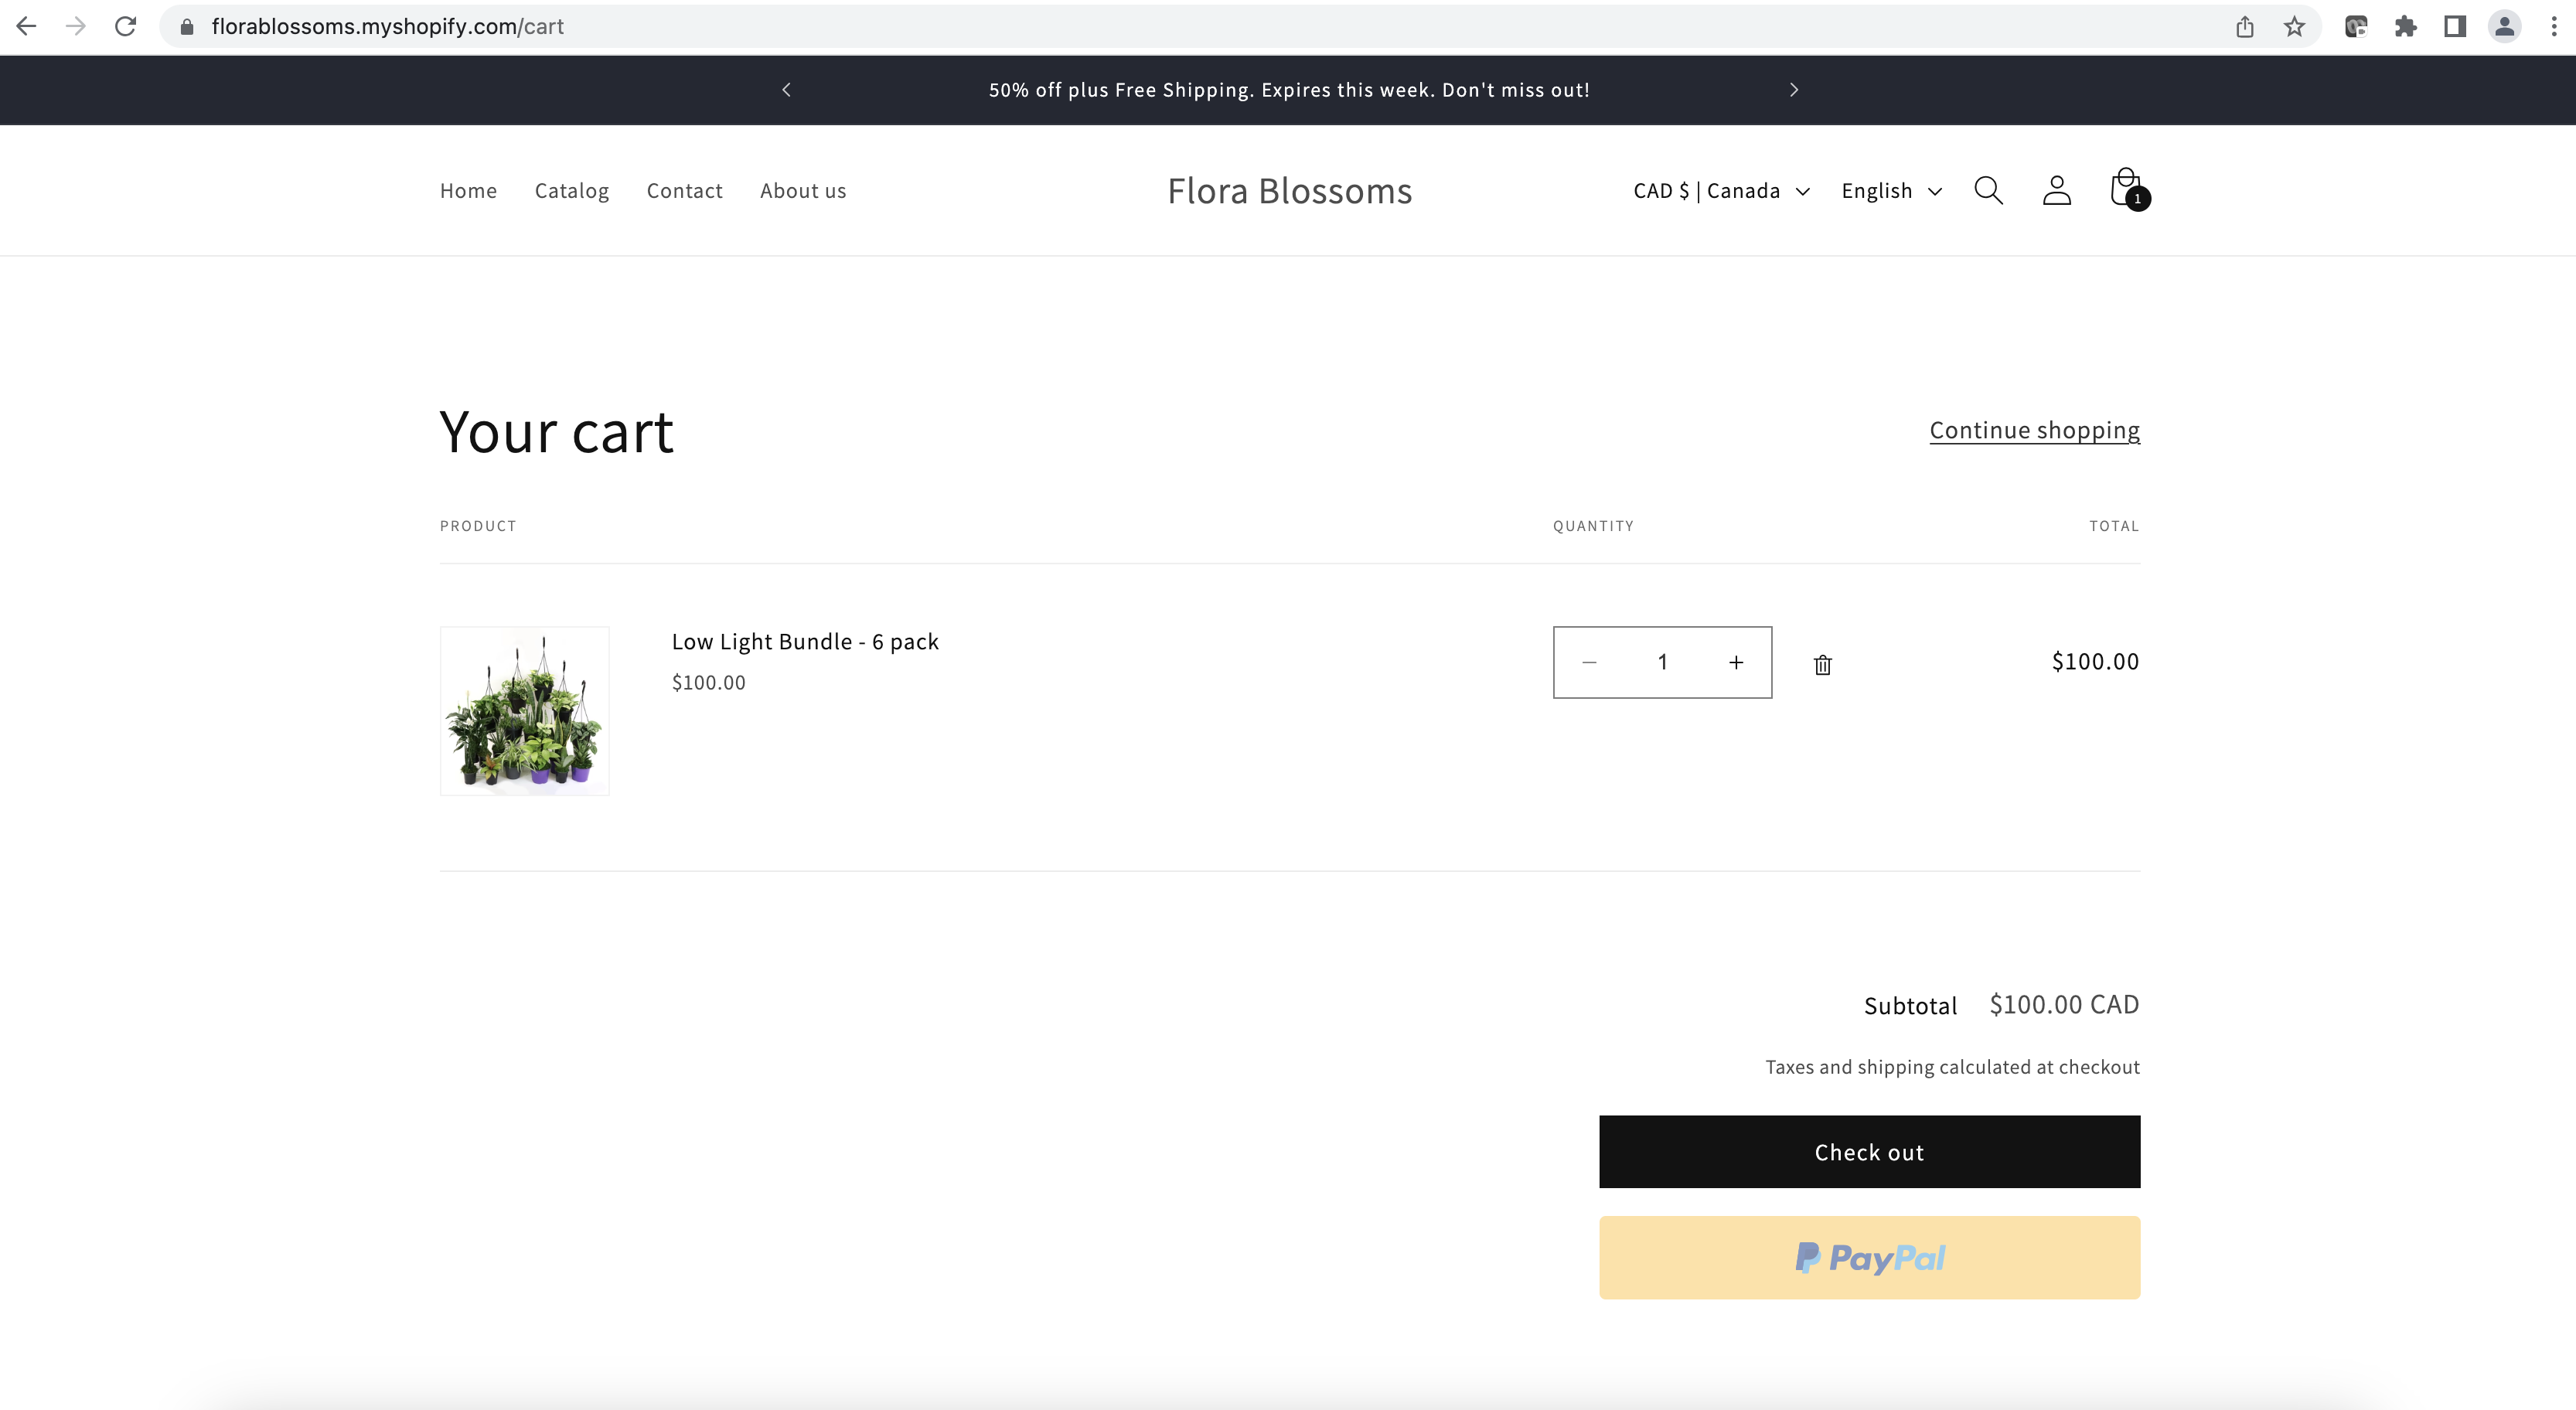 florablossoms.myshopify.com/cart
50% off plus Free Shipping. Expires this week. Don't miss out!
Home Catalog Contact About us Flora Blossoms CAD $ | Canada English 1
Your cart Continue shopping
PRODUCT QUANTITY TOTAL
Low Light Bundle - 6 pack
$100.00
− 1 + $100.00
Subtotal $100.00 CAD
Taxes and shipping calculated at checkout
Check out
PayPal